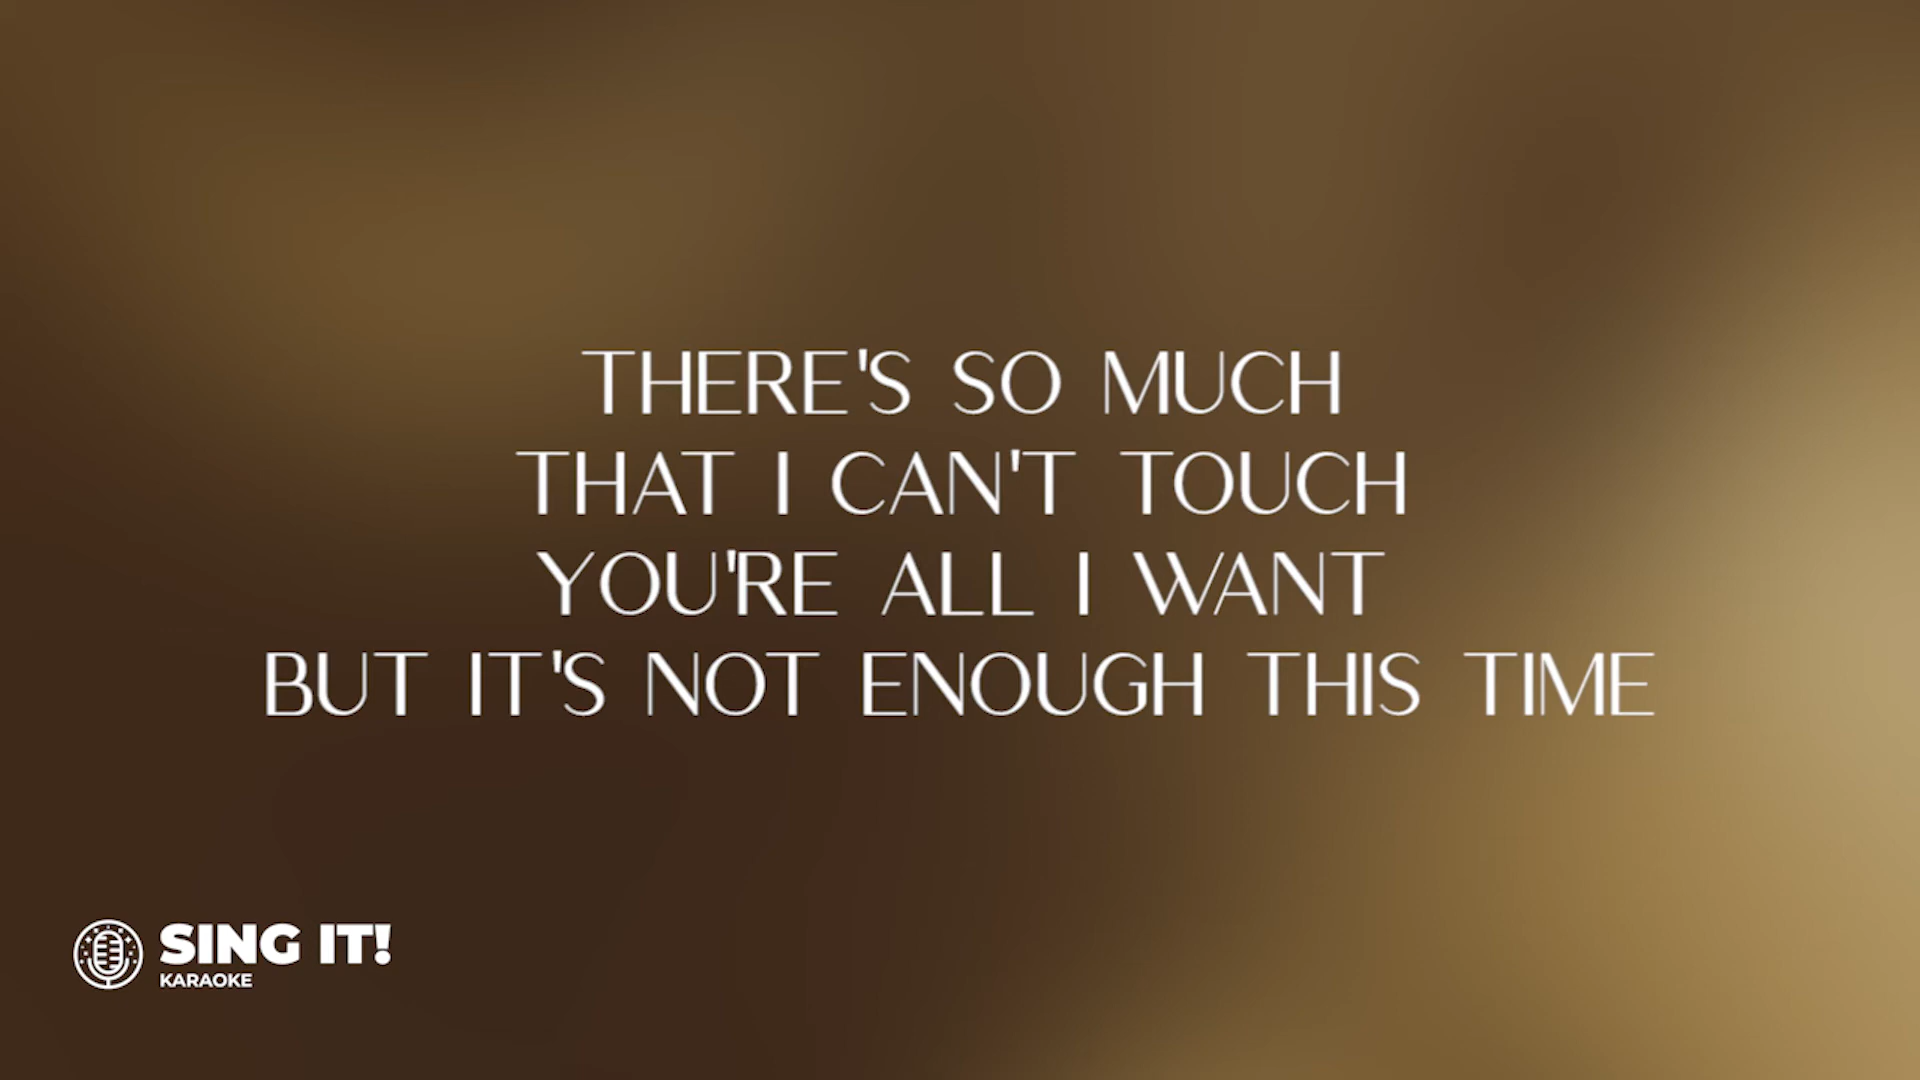 THERE'S SO MUCH
THAT I CAN'T TOUCH
YOU'RE ALL I WANT
BUT IT'S NOT ENOUGH THIS TIME
SING IT!
KARAOKE